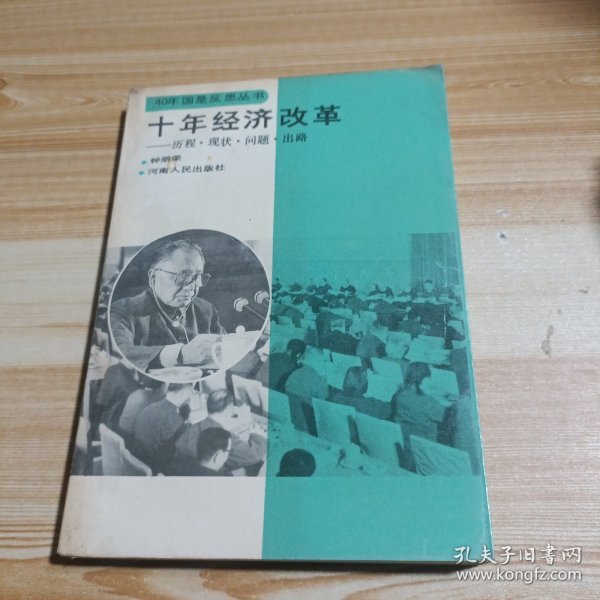 40年国是反思丛书
十年经济改革
——历程·现状·问题·出路
钟朋荣
河南人民出版社
孔夫子旧书网
www.kongfz.com